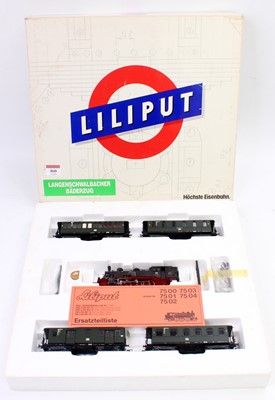 LILIPUT
LANGENSCHWALBACHER
BÄDERZUG
Höchste Eisenbahn.
Liliput
7500 7503
7501 7504
7502
Ersatzteilliste